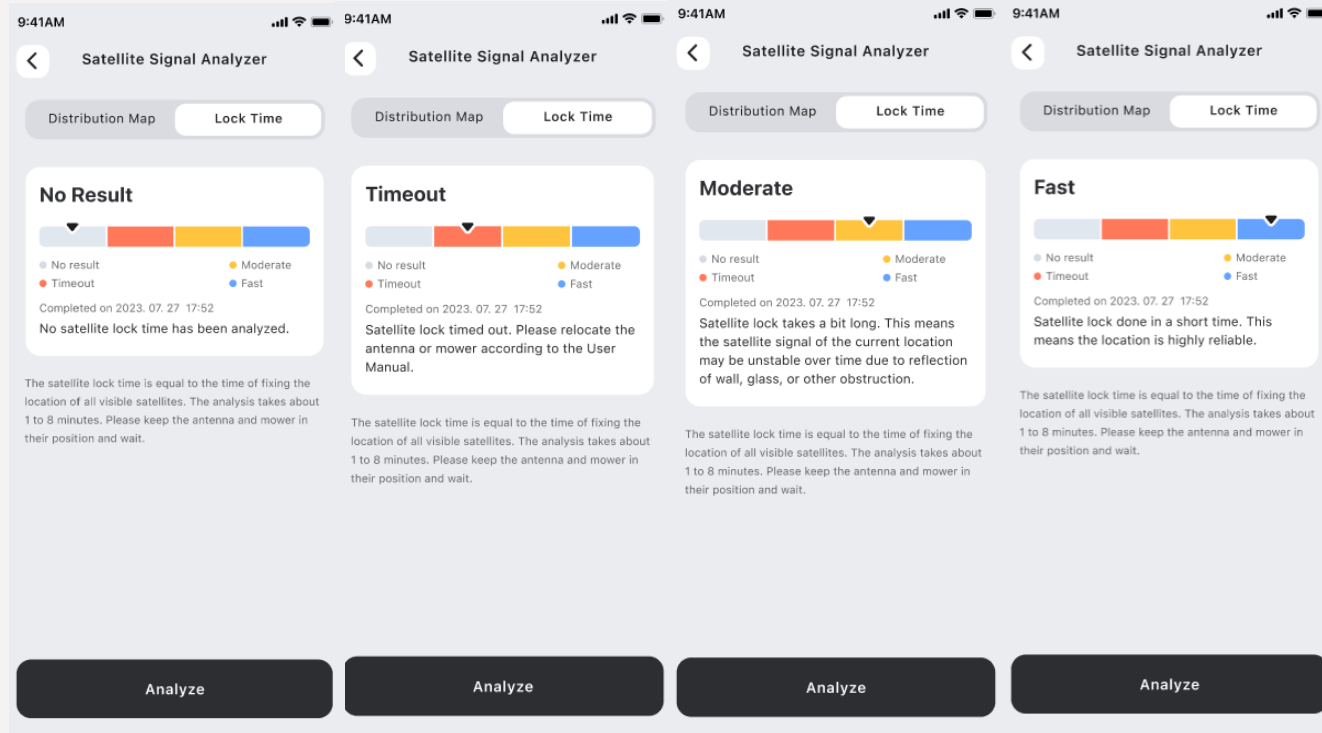 9:41AM
Satellite Signal Analyzer
Distribution Map
Lock Time
No Result
No result
Moderate
Timeout
Fast
Completed on 2023. 07. 27 17:52
No satellite lock time has been analyzed.
The satellite lock time is equal to the time of fixing the
location of all visible satellites. The analysis takes about
1 to 8 minutes. Please keep the antenna and mower in
their position and wait.
Analyze
9:41AM
Satellite Signal Analyzer
Distribution Map
Lock Time
Timeout
No result
Moderate
Timeout
Fast
Completed on 2023. 07. 27 17:52
Satellite lock timed out. Please relocate the
antenna or mower according to the User
Manual.
The satellite lock time is equal to the time of fixing the
location of all visible satellites. The analysis takes about
1 to 8 minutes. Please keep the antenna and mower in
their position and wait.
Analyze
9:41AM
Satellite Signal Analyzer
Distribution Map
Lock Time
Moderate
No result
Moderate
Timeout
Fast
Completed on 2023. 07. 27 17:52
Satellite lock takes a bit long. This means
the satellite signal of the current location
may be unstable over time due to reflection
of wall, glass, or other obstruction.
The satellite lock time is equal to the time of fixing the
location of all visible satellites. The analysis takes about
1 to 8 minutes. Please keep the antenna and mower in
their position and wait.
Analyze
9:41AM
Satellite Signal Analyzer
Distribution Map
Lock Time
Fast
No result
Moderate
Timeout
Fast
Completed on 2023. 07. 27 17:52
Satellite lock done in a short time. This
means the location is highly reliable.
The satellite lock time is equal to the time of fixing the
location of all visible satellites. The analysis takes about
1 to 8 minutes. Please keep the antenna and mower in
their position and wait.
Analyze